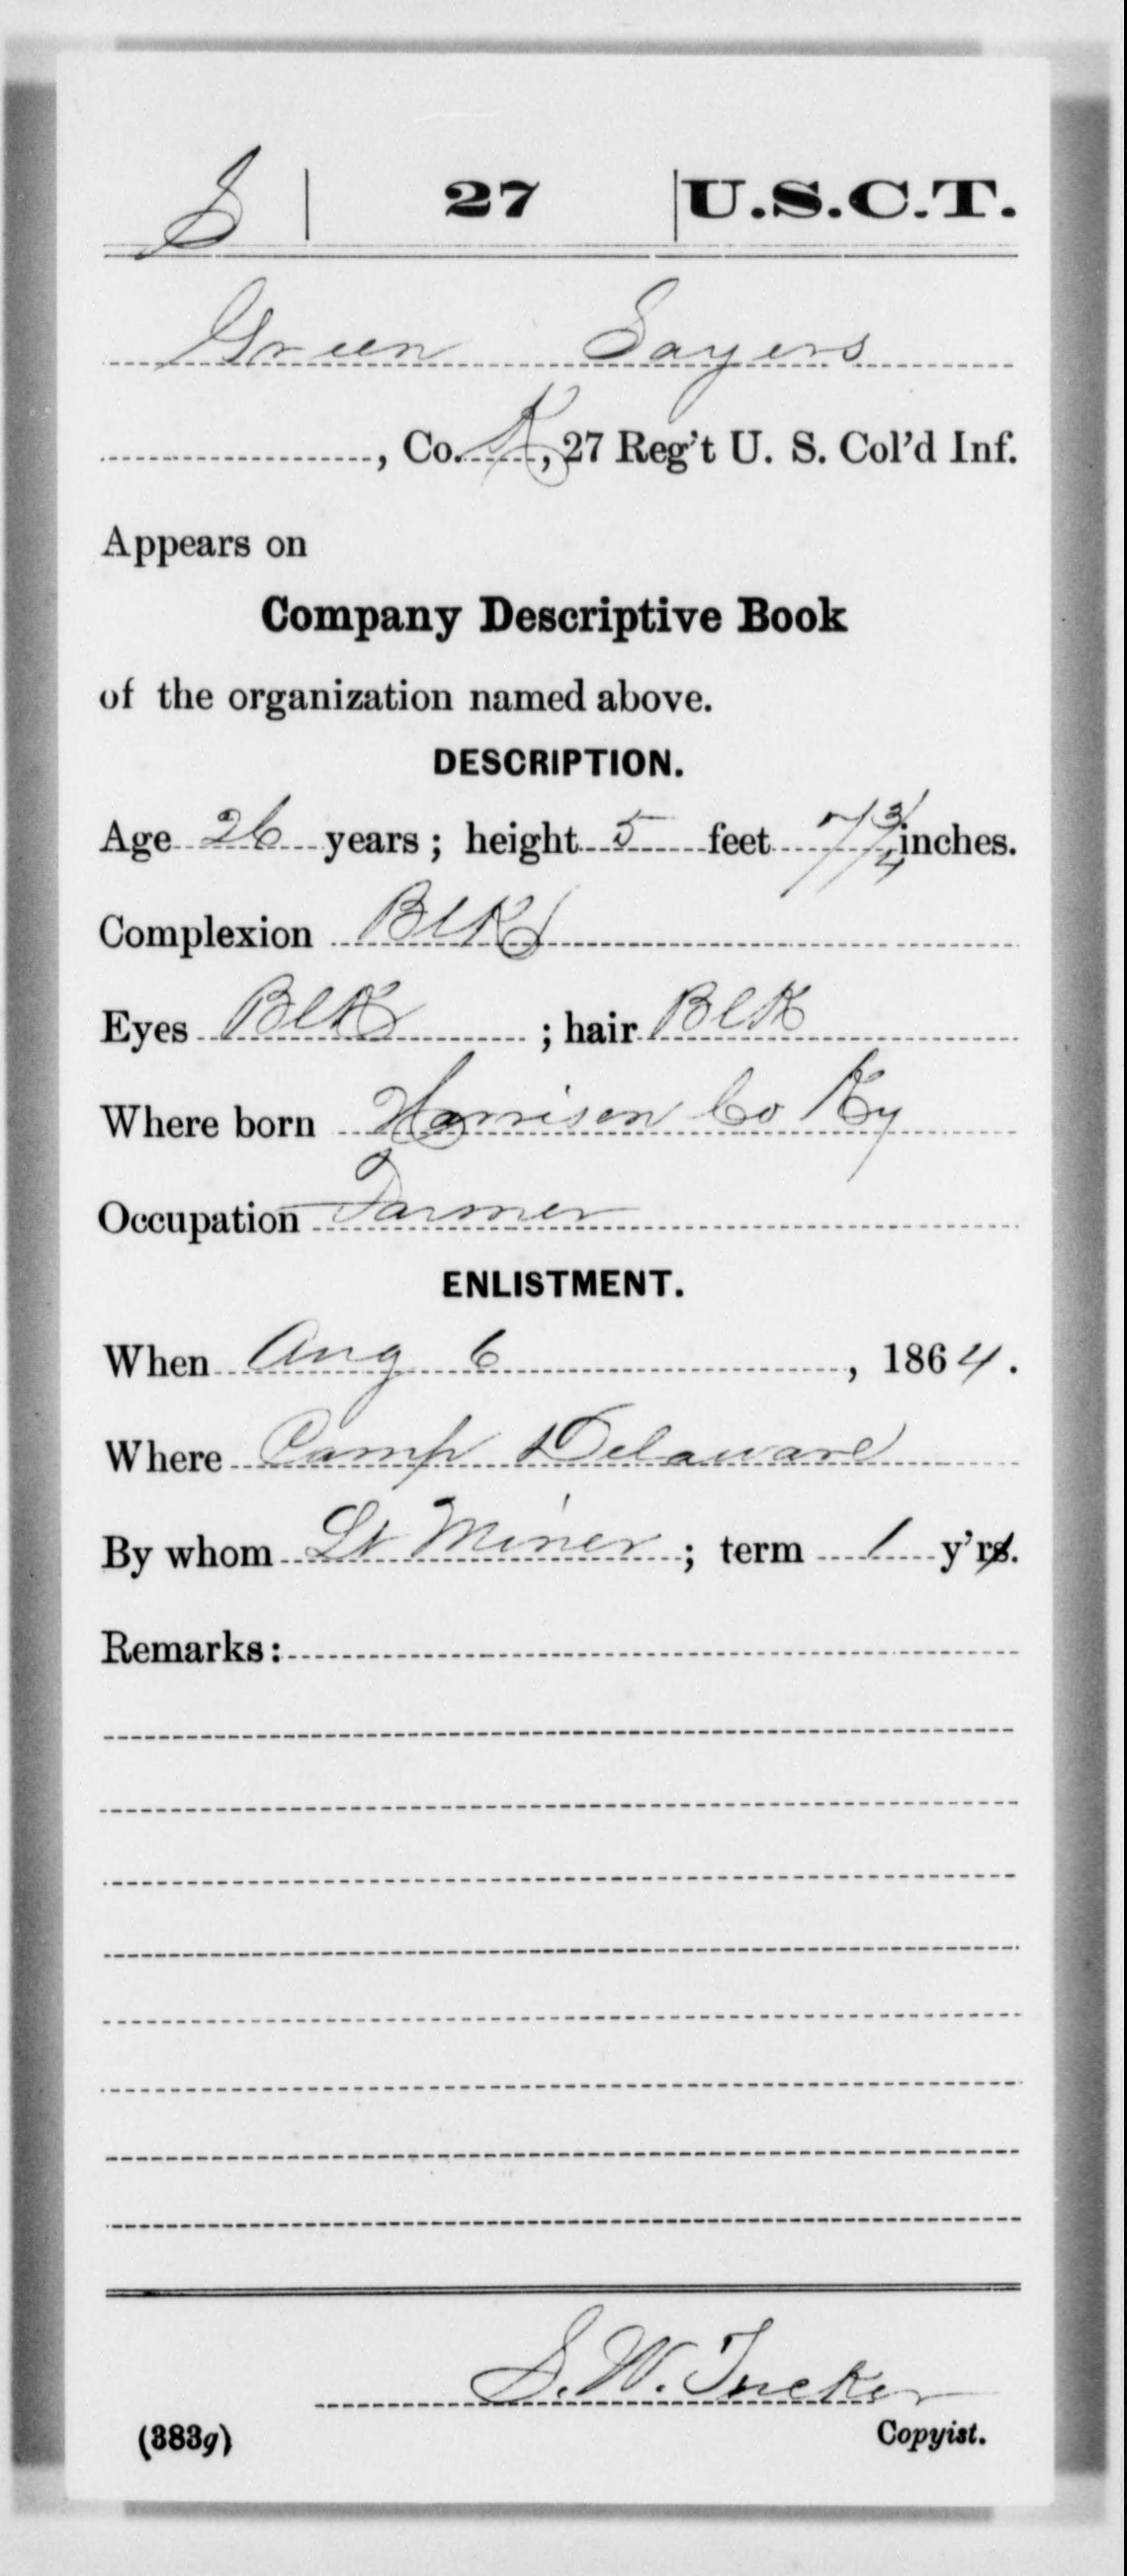 S | 27 | U.S.C.T.
Green Sayers
, Co. K, 27 Reg't U. S. Col'd Inf.
Appears on
Company Descriptive Book
of the organization named above.
DESCRIPTION.
Age 26 years; height 5 feet 7 3/4 inches.
Complexion Blk
Eyes Blk ; hair Blk
Where born Harrison Co Ky
Occupation Farmer
ENLISTMENT.
When Aug 6 , 1864.
Where Camp Delaware
By whom Lt Miner ; term 1 y'rs.
Remarks:
S. W. Tucker
(383g) Copyist.